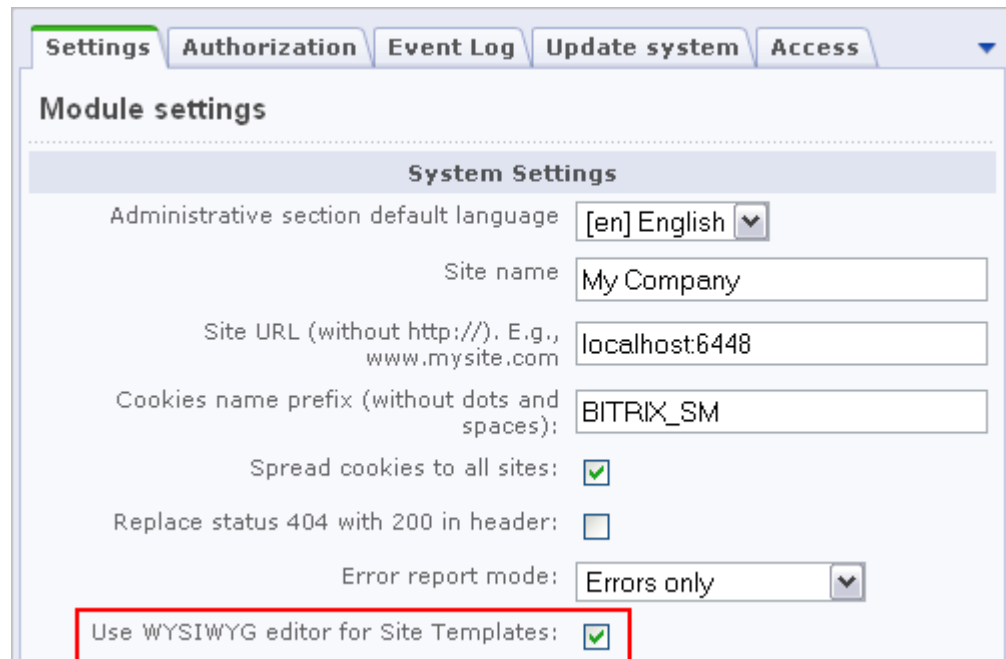 Settings Authorization Event Log Update system Access
Module settings
System Settings
Administrative section default language [en] English
Site name My Company
Site URL (without http://). E.g.,
www.mysite.com localhost:6448
Cookies name prefix (without dots and
spaces): BITRIX_SM
Spread cookies to all sites:
Replace status 404 with 200 in header:
Error report mode: Errors only
Use WYSIWYG editor for Site Templates: